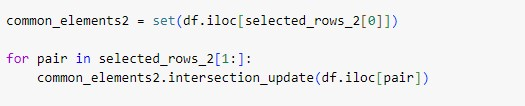 common_elements2 = set(df.iloc[selected_rows_2[0]])
for pair in selected_rows_2[1:]:
    common_elements2.intersection_update(df.iloc[pair])